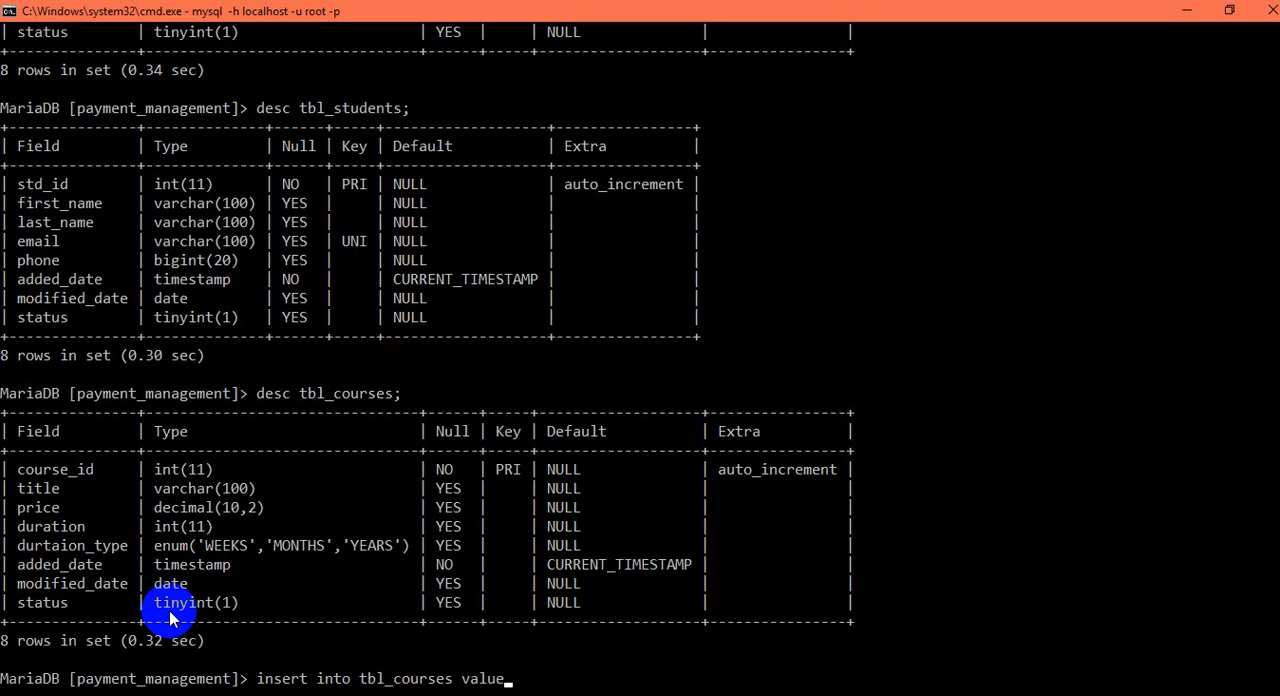 C:\Windows\system32\cmd.exe - mysql -h localhost -u root -p
| status        | tinyint(1)                      | YES  |     | NULL              |                |
+---------------+---------------------------------+------+-----+-------------------+----------------+
8 rows in set (0.34 sec)
MariaDB [payment_management]> desc tbl_students;
+---------------+--------------+------+-----+-------------------+----------------+
| Field         | Type         | Null | Key | Default           | Extra          |
+---------------+--------------+------+-----+-------------------+----------------+
| std_id        | int(11)      | NO   | PRI | NULL              | auto_increment |
| first_name    | varchar(100) | YES  |     | NULL              |                |
| last_name     | varchar(100) | YES  |     | NULL              |                |
| email         | varchar(100) | YES  | UNI | NULL              |                |
| phone         | bigint(20)   | YES  |     | NULL              |                |
| added_date    | timestamp    | NO   |     | CURRENT_TIMESTAMP |                |
| modified_date | date         | YES  |     | NULL              |                |
| status        | tinyint(1)   | YES  |     | NULL              |                |
+---------------+--------------+------+-----+-------------------+----------------+
8 rows in set (0.30 sec)
MariaDB [payment_management]> desc tbl_courses;
+---------------+---------------------------------+------+-----+-------------------+----------------+
| Field         | Type                            | Null | Key | Default           | Extra          |
+---------------+---------------------------------+------+-----+-------------------+----------------+
| course_id     | int(11)                         | NO   | PRI | NULL              | auto_increment |
| title         | varchar(100)                    | YES  |     | NULL              |                |
| price         | decimal(10,2)                   | YES  |     | NULL              |                |
| duration      | int(11)                         | YES  |     | NULL              |                |
| durtaion_type | enum('WEEKS','MONTHS','YEARS') | YES  |     | NULL              |                |
| added_date    | timestamp                       | NO   |     | CURRENT_TIMESTAMP |                |
| modified_date | date                            | YES  |     | NULL              |                |
| status        | tinyint(1)                      | YES  |     | NULL              |                |
+---------------+---------------------------------+------+-----+-------------------+----------------+
8 rows in set (0.32 sec)
MariaDB [payment_management]> insert into tbl_courses value_